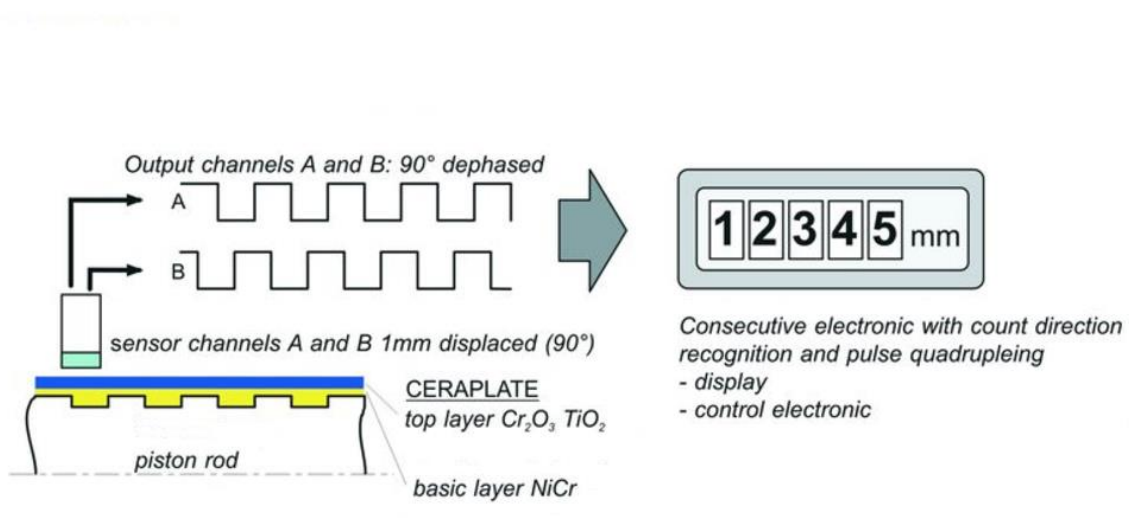 Output channels A and B: 90° dephased
A
B
12345 mm
sensor channels A and B 1mm displaced (90°)
Consecutive electronic with count direction
recognition and pulse quadrupleing
- display
- control electronic
CERAPLATE
top layer Cr₂O₃ TiO₂
piston rod
basic layer NiCr